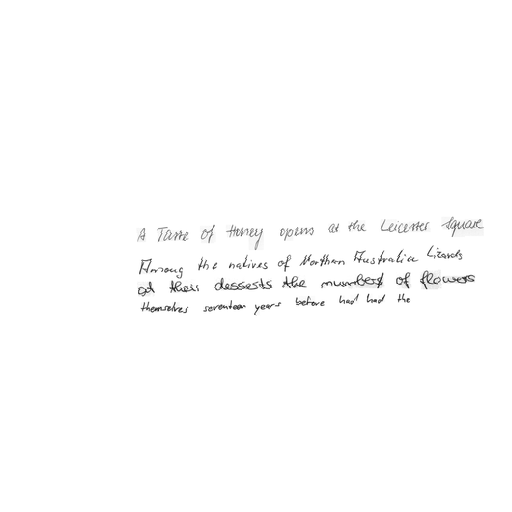 A Taste of Honey opens at the Leicester Square
Among the natives of Northern Australia Lizards
of their desserts the number of flowers
themselves seventeen years before had had the